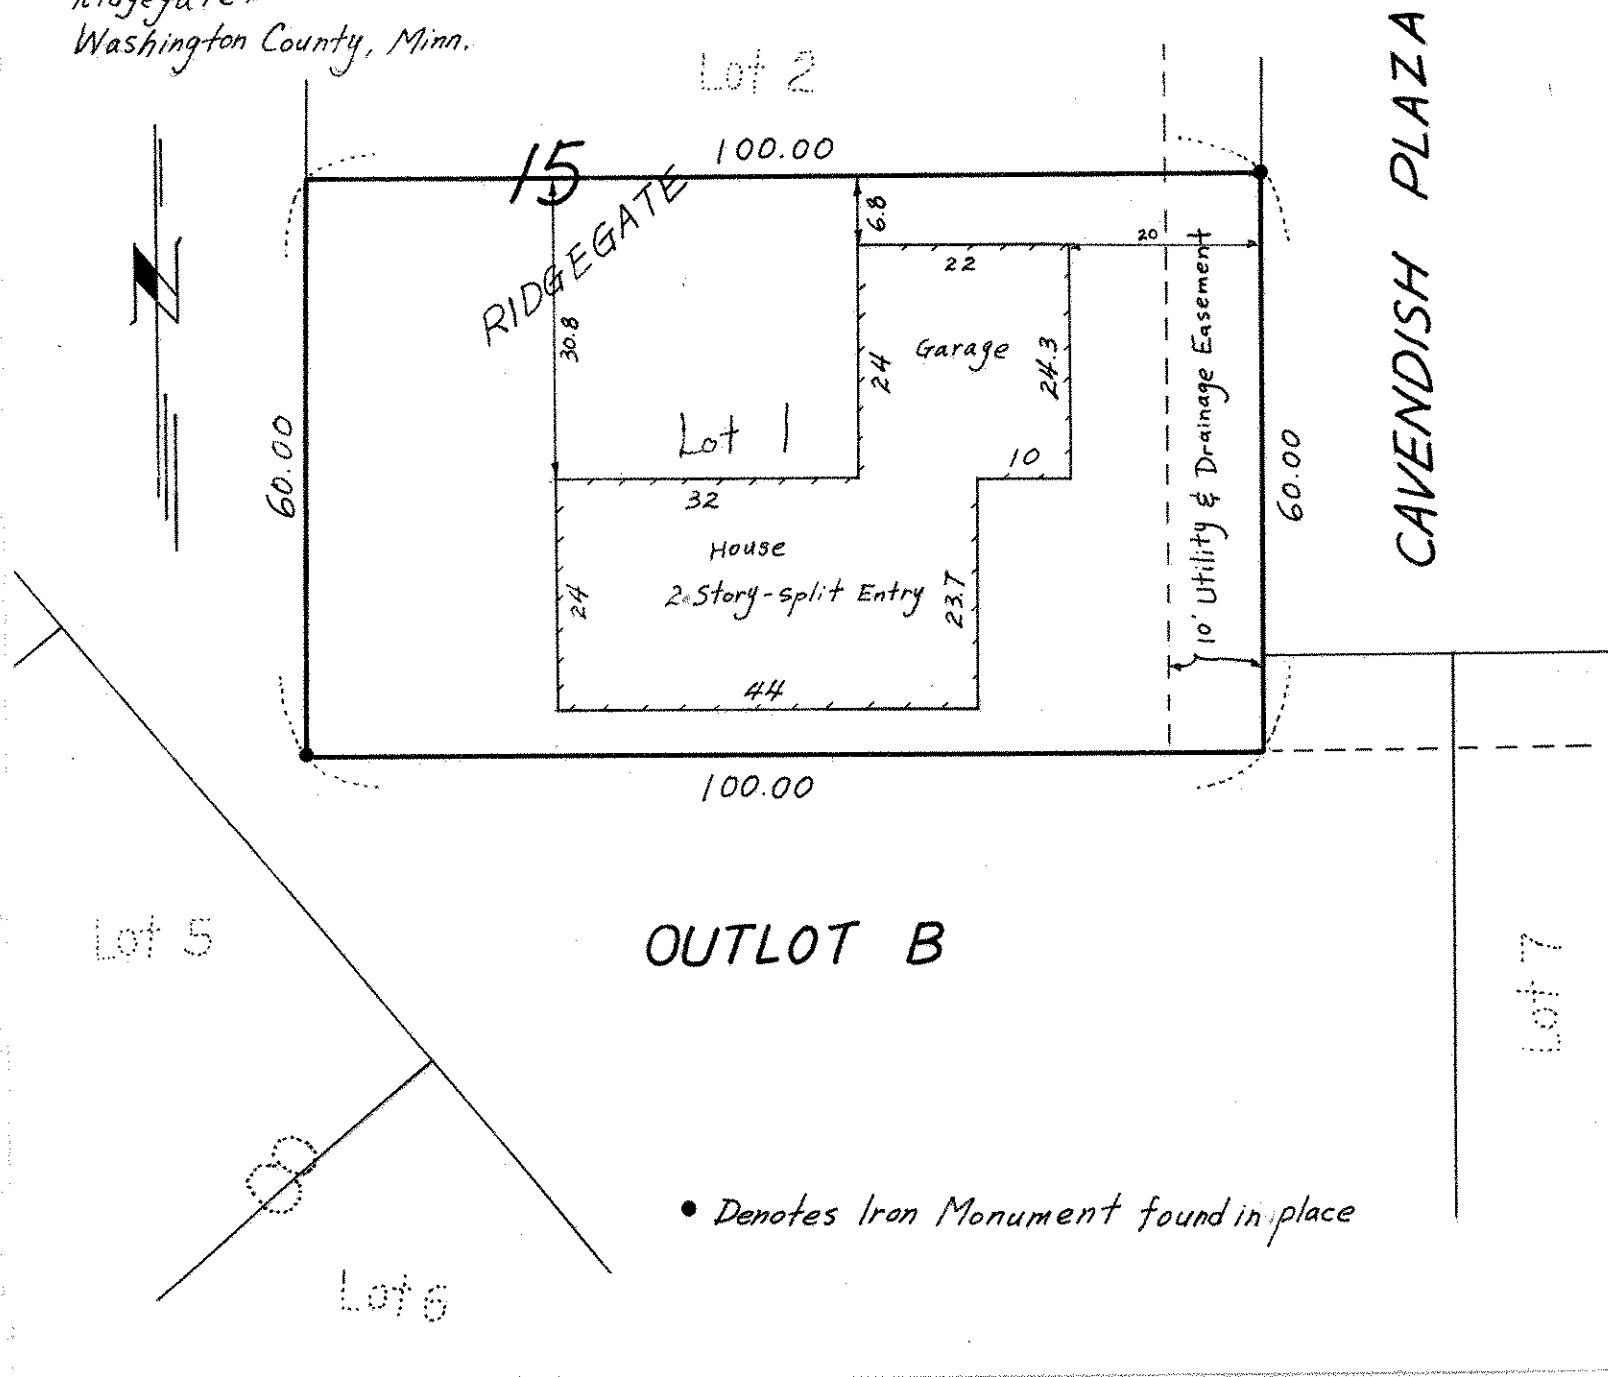 Washington County, Minn.
Lot 2
CAVENDISH PLAZA
15
100.00
RIDGEGATE
6.8
20
22
30.8
Garage
24
24.3
10' Utility & Drainage Easement
Lot 1
10
60.00
60.00
32
House
2 Story-split Entry
24
23.7
44
100.00
Lot 5
OUTLOT B
Lot 7
8
Denotes Iron Monument found in place
Lot 6